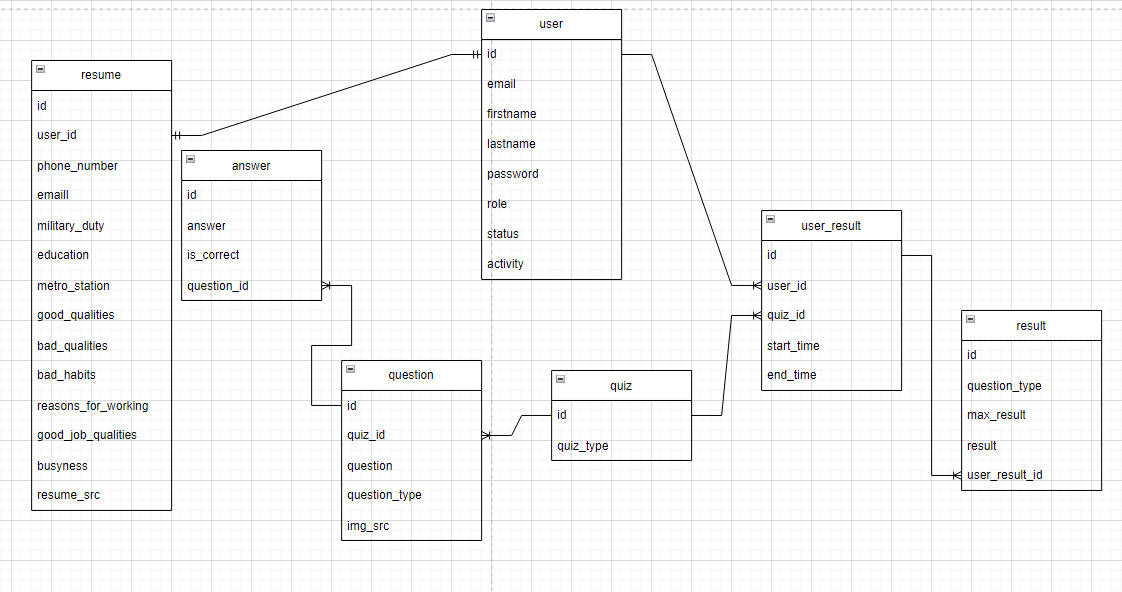 user
id
email
firstname
lastname
password
role
status
activity
resume
id
user_id
phone_number
emaill
military_duty
education
metro_station
good_qualities
bad_qualities
bad_habits
reasons_for_working
good_job_qualities
busyness
resume_src
answer
id
answer
is_correct
question_id
question
id
quiz_id
question
question_type
img_src
quiz
id
quiz_type
user_result
id
user_id
quiz_id
start_time
end_time
result
id
question_type
max_result
result
user_result_id